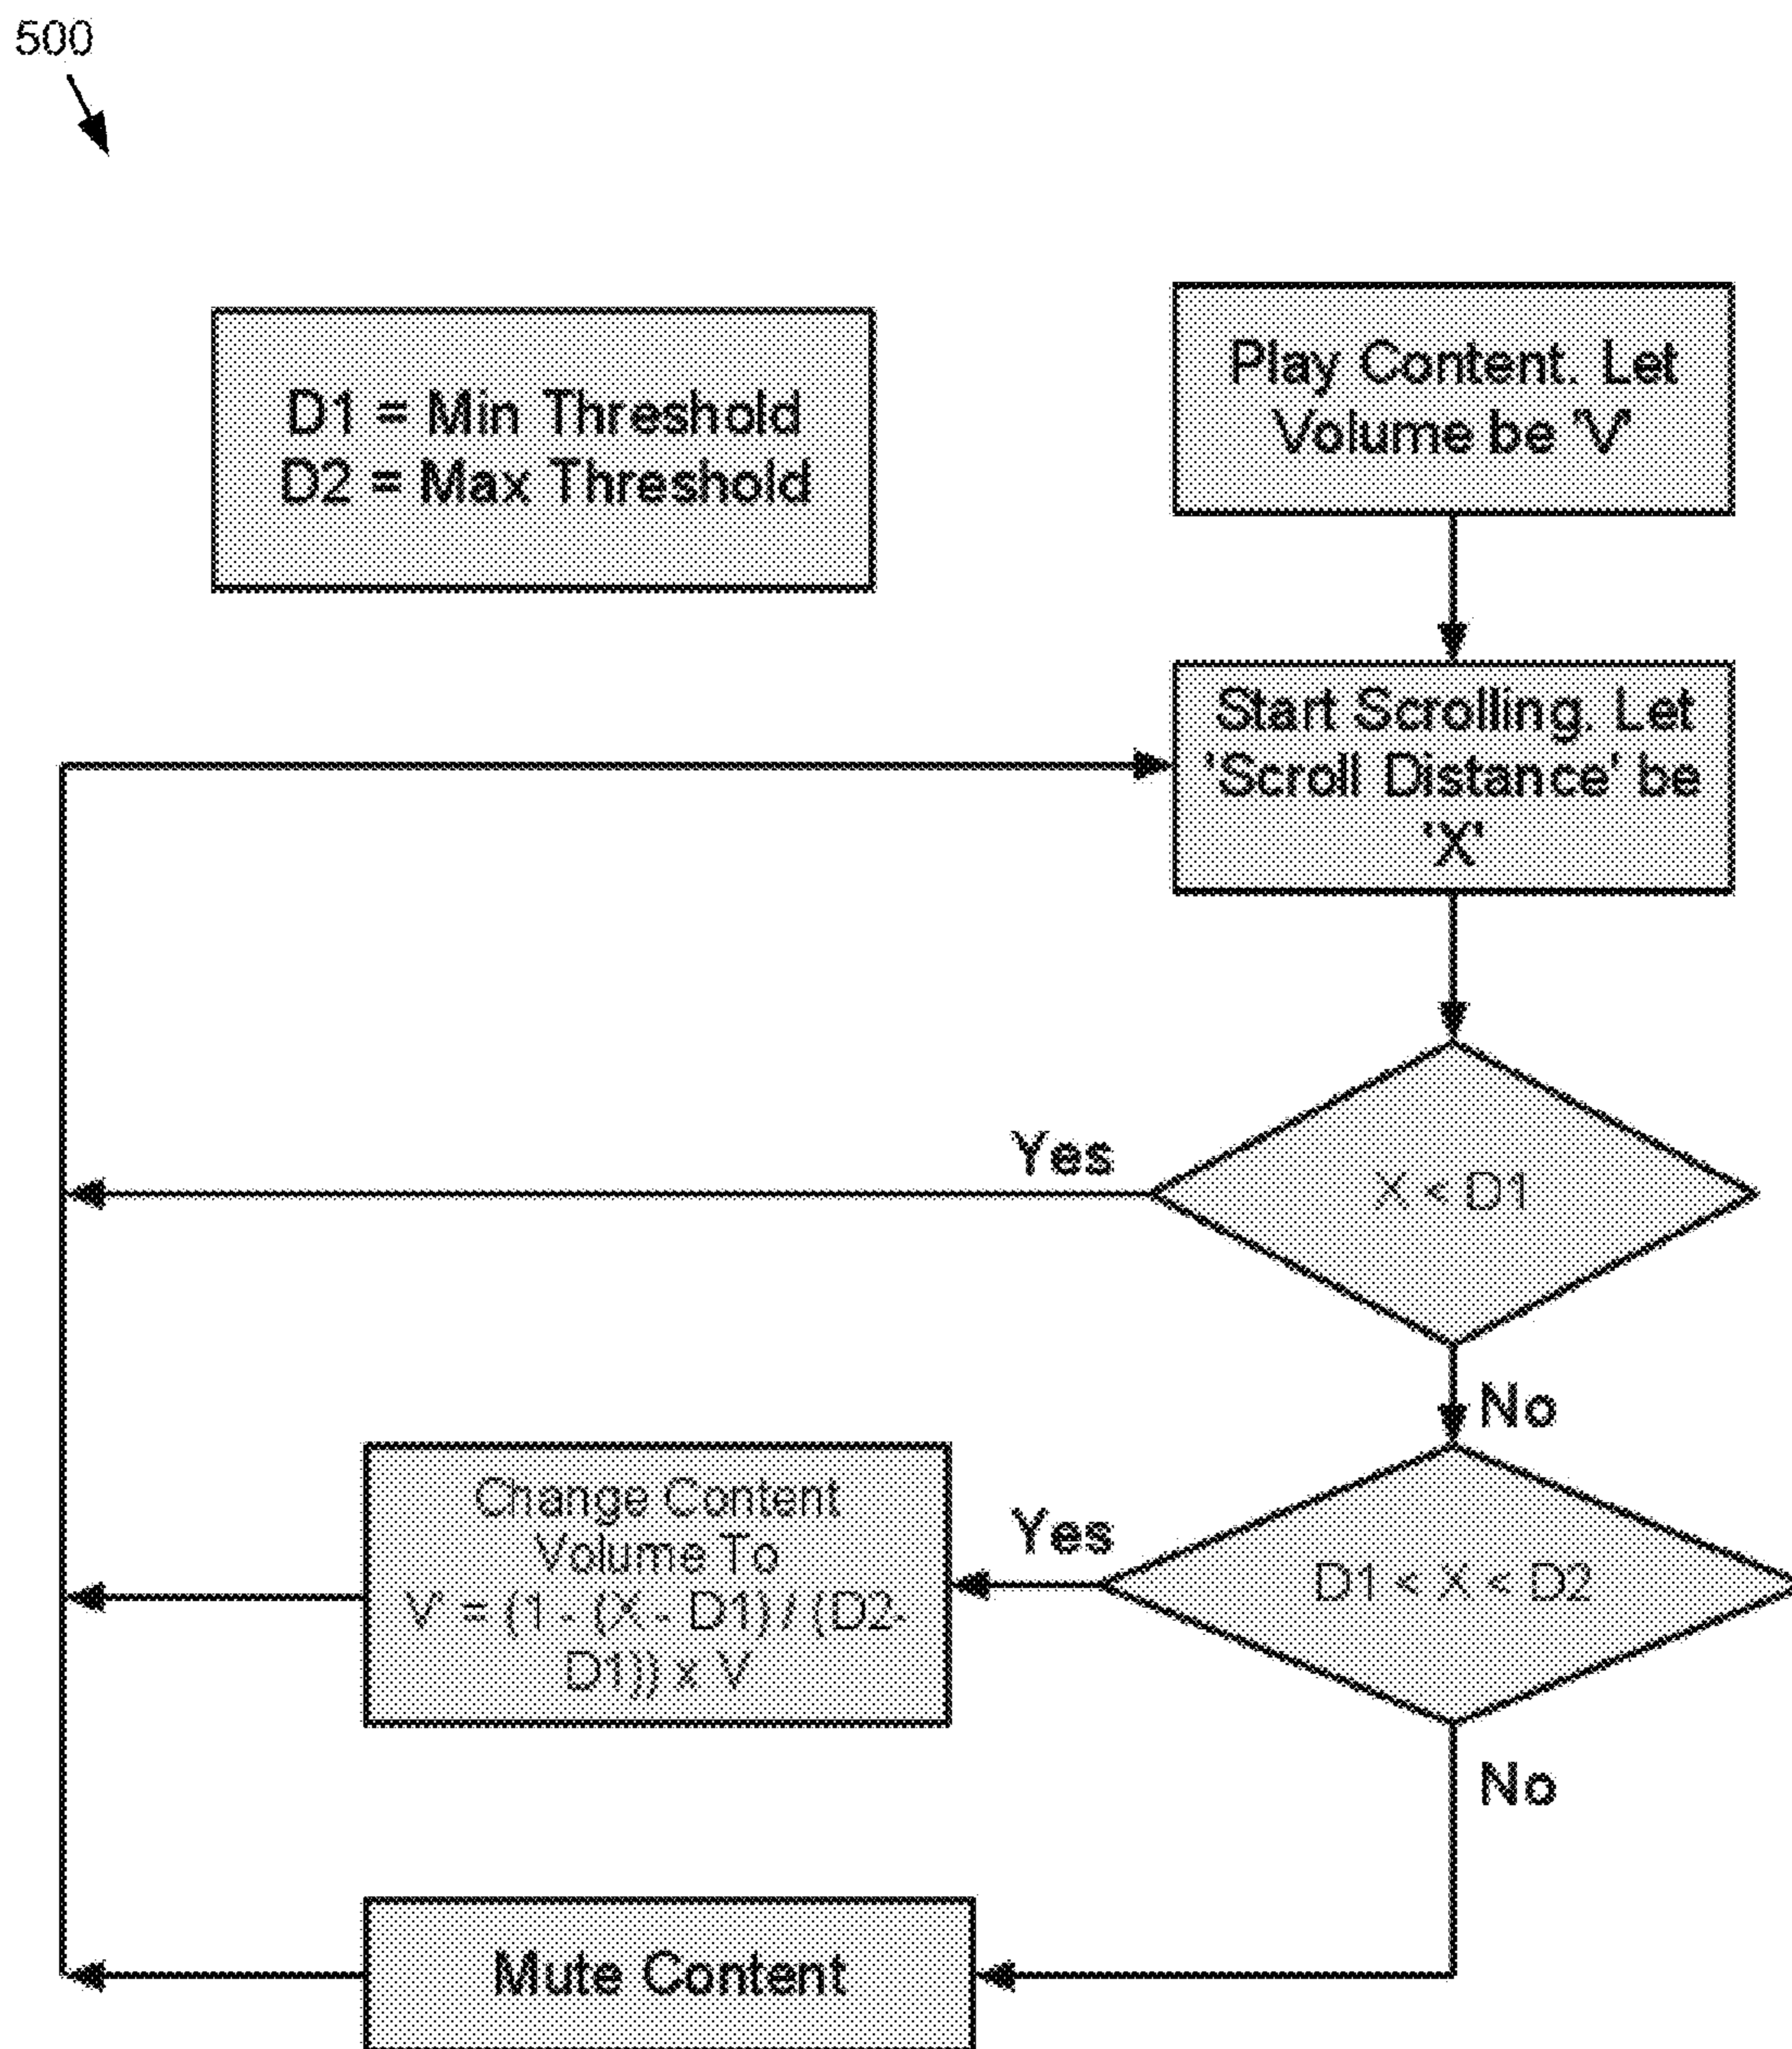 500
D1 = Min Threshold
D2 = Max Threshold
Play Content. Let
Volume be 'V'
Start Scrolling. Let
'Scroll Distance' be
'X'
Yes
X < D1
No
Change Content
Volume To
V' = (1 - (X - D1) / (D2-
D1)) x V
Yes
D1 < X < D2
No
Mute Content